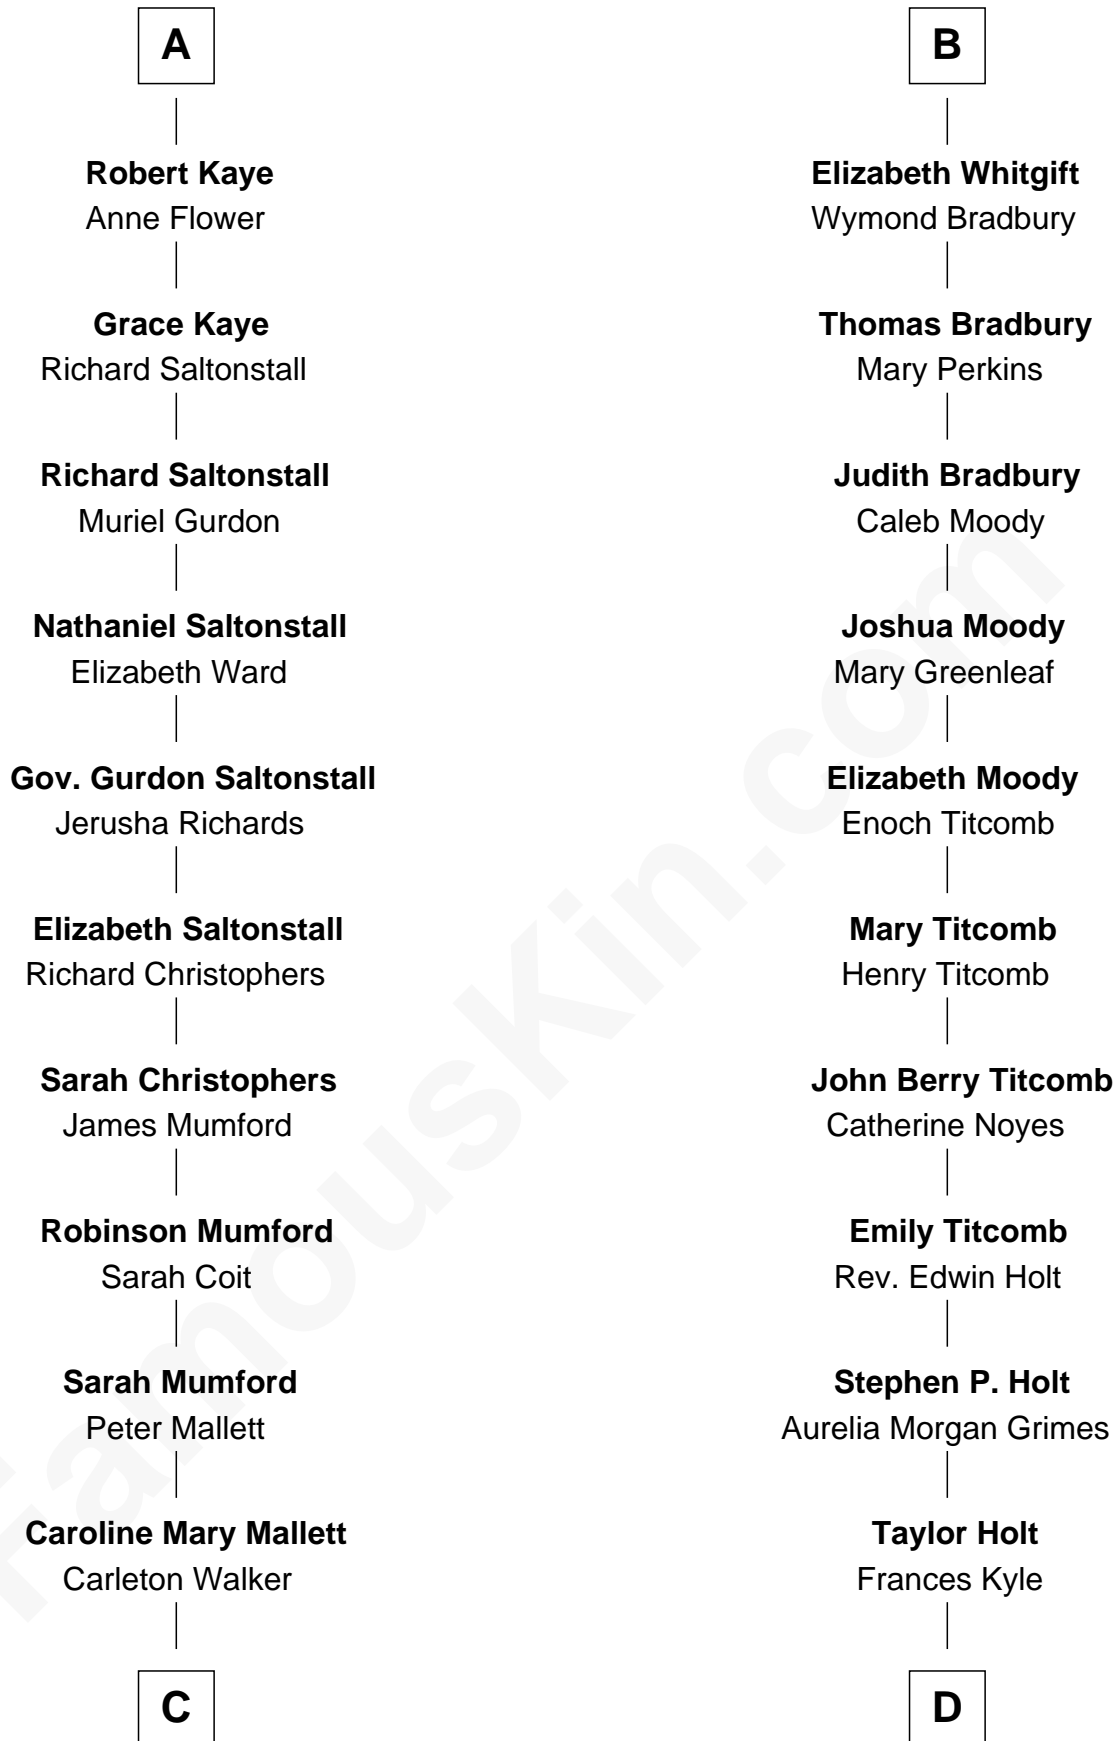 A
Robert Kaye
Anne Flower
Grace Kaye
Richard Saltonstall
Richard Saltonstall
Muriel Gurdon
Nathaniel Saltonstall
Elizabeth Ward
Gov. Gurdon Saltonstall
Jerusha Richards
Elizabeth Saltonstall
Richard Christophers
Sarah Christophers
James Mumford
Robinson Mumford
Sarah Coit
Sarah Mumford
Peter Mallett
Caroline Mary Mallett
Carleton Walker
C
B
Elizabeth Whitgift
Wymond Bradbury
Thomas Bradbury
Mary Perkins
Judith Bradbury
Caleb Moody
Joshua Moody
Mary Greenleaf
Elizabeth Moody
Enoch Titcomb
Mary Titcomb
Henry Titcomb
John Berry Titcomb
Catherine Noyes
Emily Titcomb
Rev. Edwin Holt
Stephen P. Holt
Aurelia Morgan Grimes
Taylor Holt
Frances Kyle
D
FamousKin.com